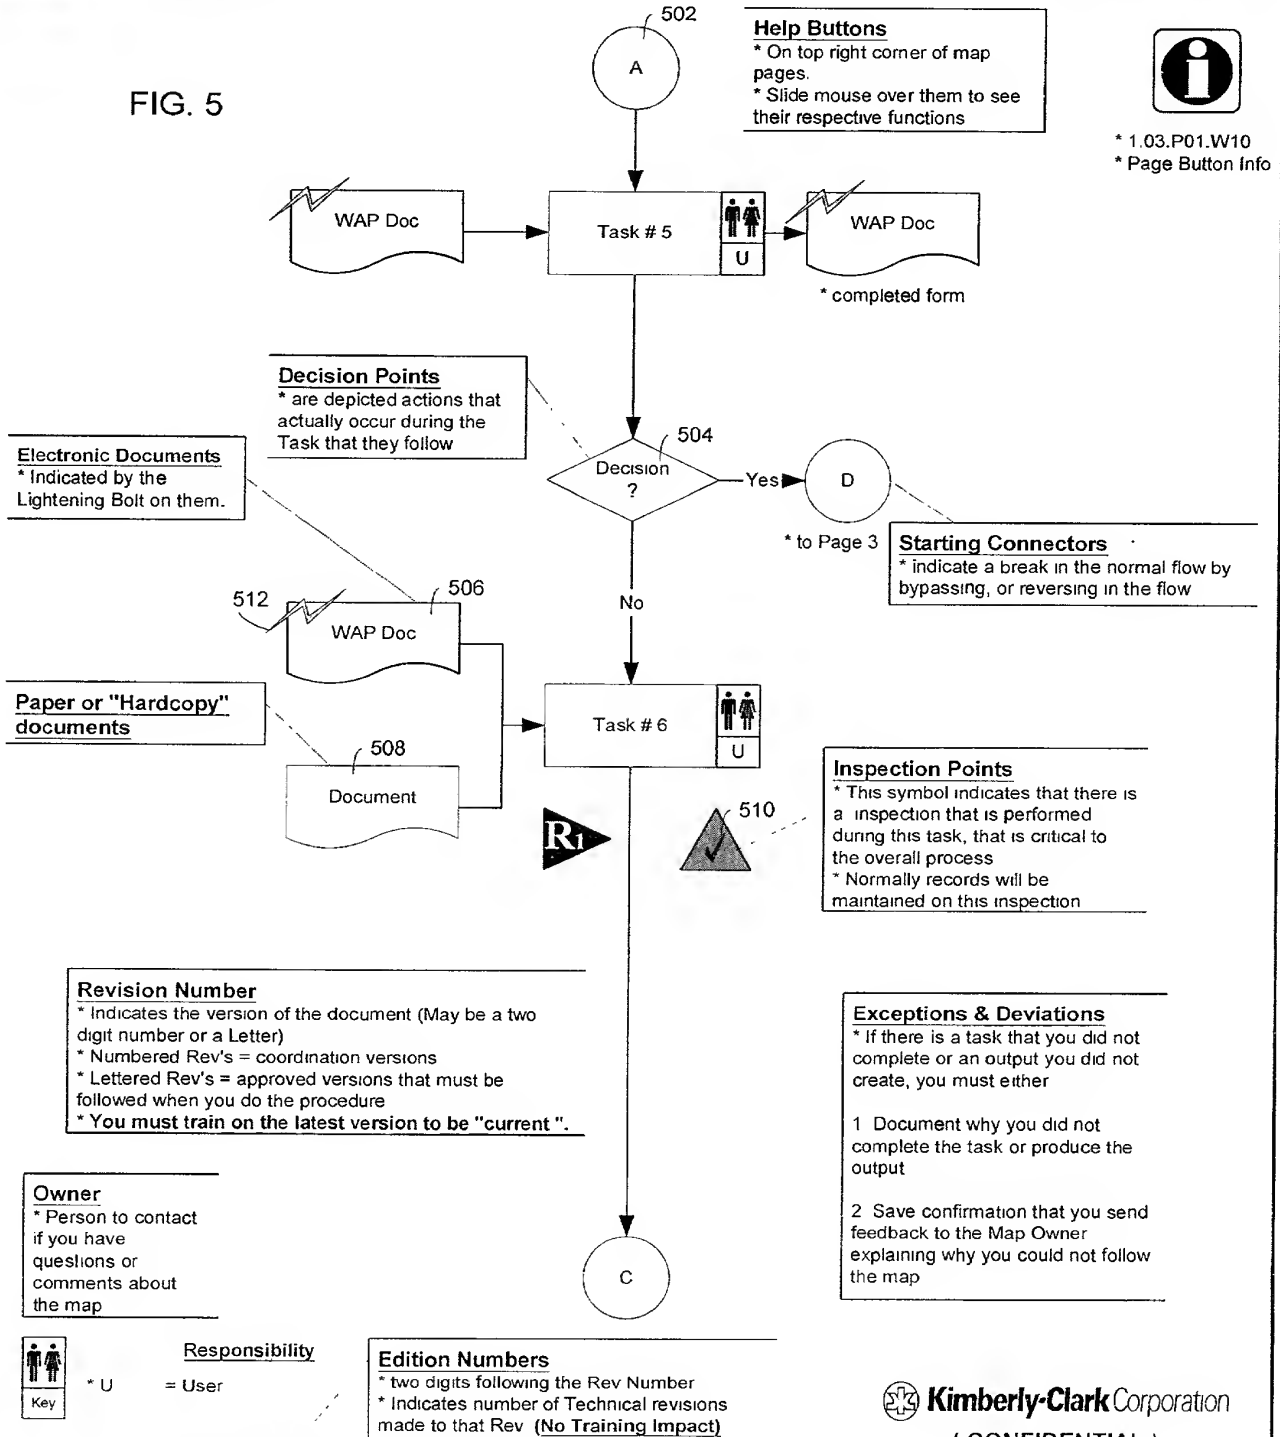 502
A
Help Buttons
* On top right corner of map
pages.
* Slide mouse over them to see
their respective functions
i
* 1.03.P01.W10
* Page Button Info
FIG. 5
WAP Doc
Task # 5
U
WAP Doc
* completed form
Decision Points
* are depicted actions that
actually occur during the
Task that they follow
504
Decision
?
Yes
D
* to Page 3
Electronic Documents
* Indicated by the
Lightening Bolt on them.
Starting Connectors
* indicate a break in the normal flow by
bypassing, or reversing in the flow
No
512
506
WAP Doc
Paper or "Hardcopy"
documents
Task # 6
U
508
Document
R1
510
Inspection Points
* This symbol indicates that there is
a inspection that is performed
during this task, that is critical to
the overall process
* Normally records will be
maintained on this inspection
Revision Number
* Indicates the version of the document (May be a two
digit number or a Letter)
* Numbered Rev's = coordination versions
* Lettered Rev's = approved versions that must be
followed when you do the procedure
* You must train on the latest version to be "current ".
Exceptions & Deviations
* If there is a task that you did not
complete or an output you did not
create, you must either
1 Document why you did not
complete the task or produce the
output
2 Save confirmation that you send
feedback to the Map Owner
explaining why you could not follow
the map
Owner
* Person to contact
if you have
questions or
comments about
the map
C
Key
Responsibility
* U = User
Edition Numbers
* two digits following the Rev Number
* Indicates number of Technical revisions
made to that Rev (No Training Impact)
Kimberly-Clark Corporation
( CONFIDENTIAL )